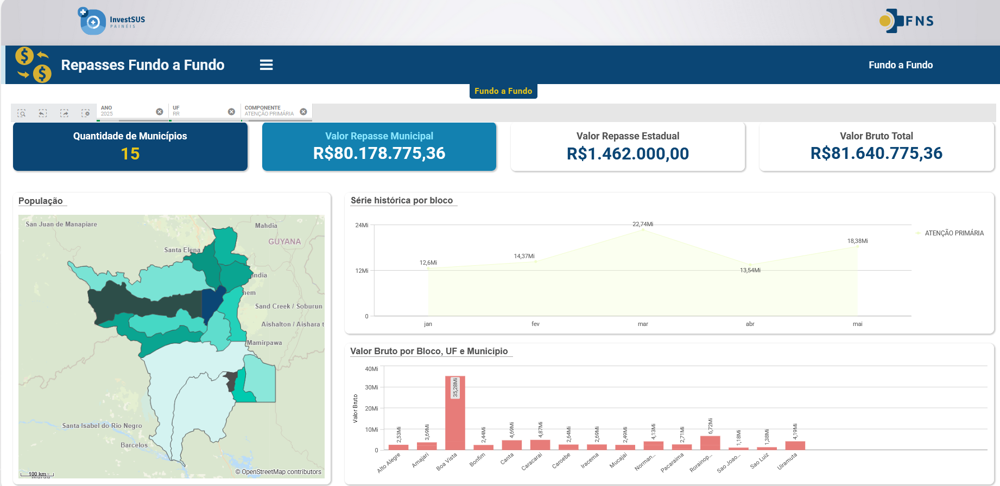 InvestSUS
PAINÉIS
FNS
Repasses Fundo a Fundo
Fundo a Fundo
Fundo a Fundo
ANO
2025
UF
RR
COMPONENTE
ATENÇÃO PRIMÁRIA
Quantidade de Municípios
15
Valor Repasse Municipal
R$80.178.775,36
Valor Repasse Estadual
R$1.462.000,00
Valor Bruto Total
R$81.640.775,36
População
San Juan de Manapiare
Mahdia
GUYANA
Santa Elena
andia
hem
Sand Creek / Soburun
Aishalton / Aishara t
Mamirpawa
Santa Isabel do Rio Negro
Barcelos
100 km
© OpenStreetMap contributors
Série histórica por bloco
24Mi
12Mi
0
12,6Mi
14,37Mi
22,74Mi
13,54Mi
18,38Mi
jan
fev
mar
abr
mai
ATENÇÃO PRIMÁRIA
Valor Bruto por Bloco, UF e Município
Valor Bruto
40Mi
30Mi
20Mi
10Mi
0
2,53Mi
3,69Mi
35,28Mi
2,44Mi
4,69Mi
4,87Mi
2,64Mi
2,69Mi
2,49Mi
4,13Mi
2,71Mi
6,72Mi
1,18Mi
1,38Mi
4,19Mi
Alto Alegre
Amajari
Boa Vista
Bonfim
Canta
Caracarai
Caroebe
Iracema
Mucajai
Norman...
Pacaraima
Rorainop...
Sao Joao...
Sao Luiz
Uiramuta